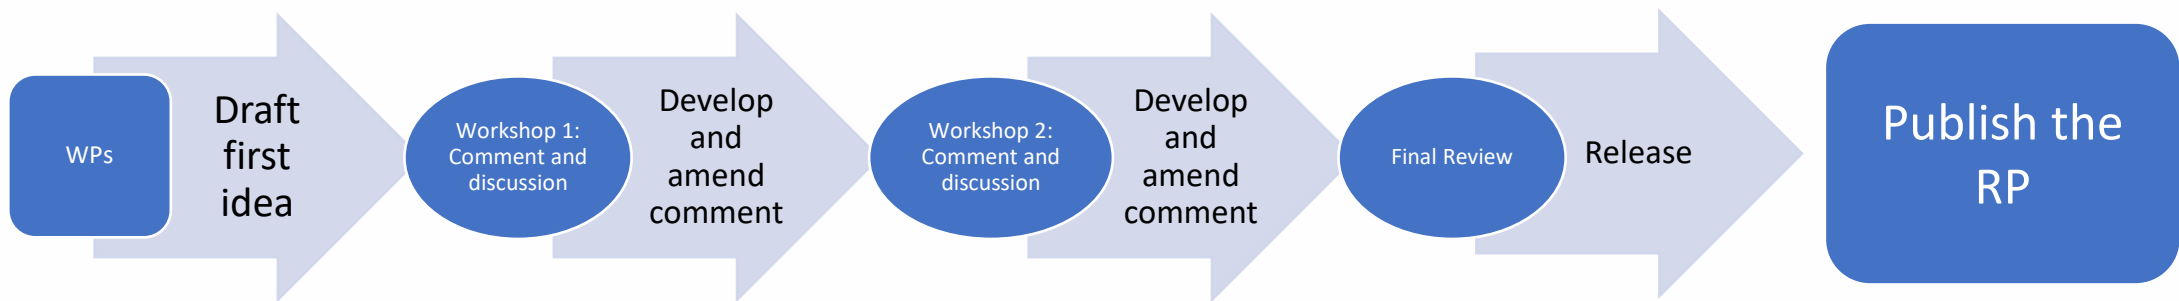 WPs
Draft
first
idea
Workshop 1:
Comment and
discussion
Develop
and
amend
comment
Workshop 2:
Comment and
discussion
Develop
and
amend
comment
Final Review
Release
Publish the
RP